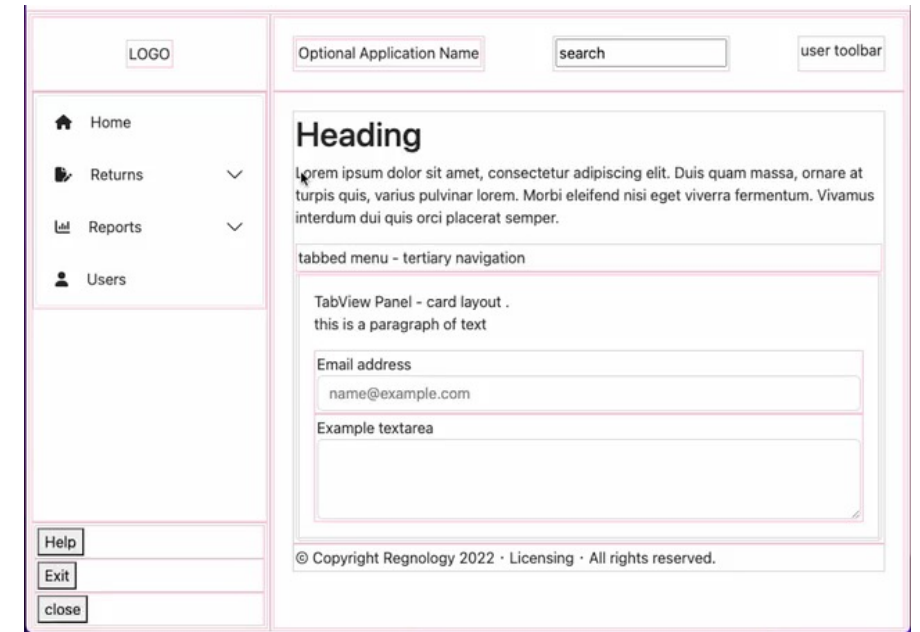 LOGO
Optional Application Name
search
user toolbar
Home
Returns
Reports
Users
Help
Exit
close
Heading
Lorem ipsum dolor sit amet, consectetur adipiscing elit. Duis quam massa, ornare at
turpis quis, varius pulvinar lorem. Morbi eleifend nisi eget viverra fermentum. Vivamus
interdum dui quis orci placerat semper.
tabbed menu - tertiary navigation
TabView Panel - card layout .
this is a paragraph of text
Email address
name@example.com
Example textarea
© Copyright Regnology 2022 · Licensing · All rights reserved.